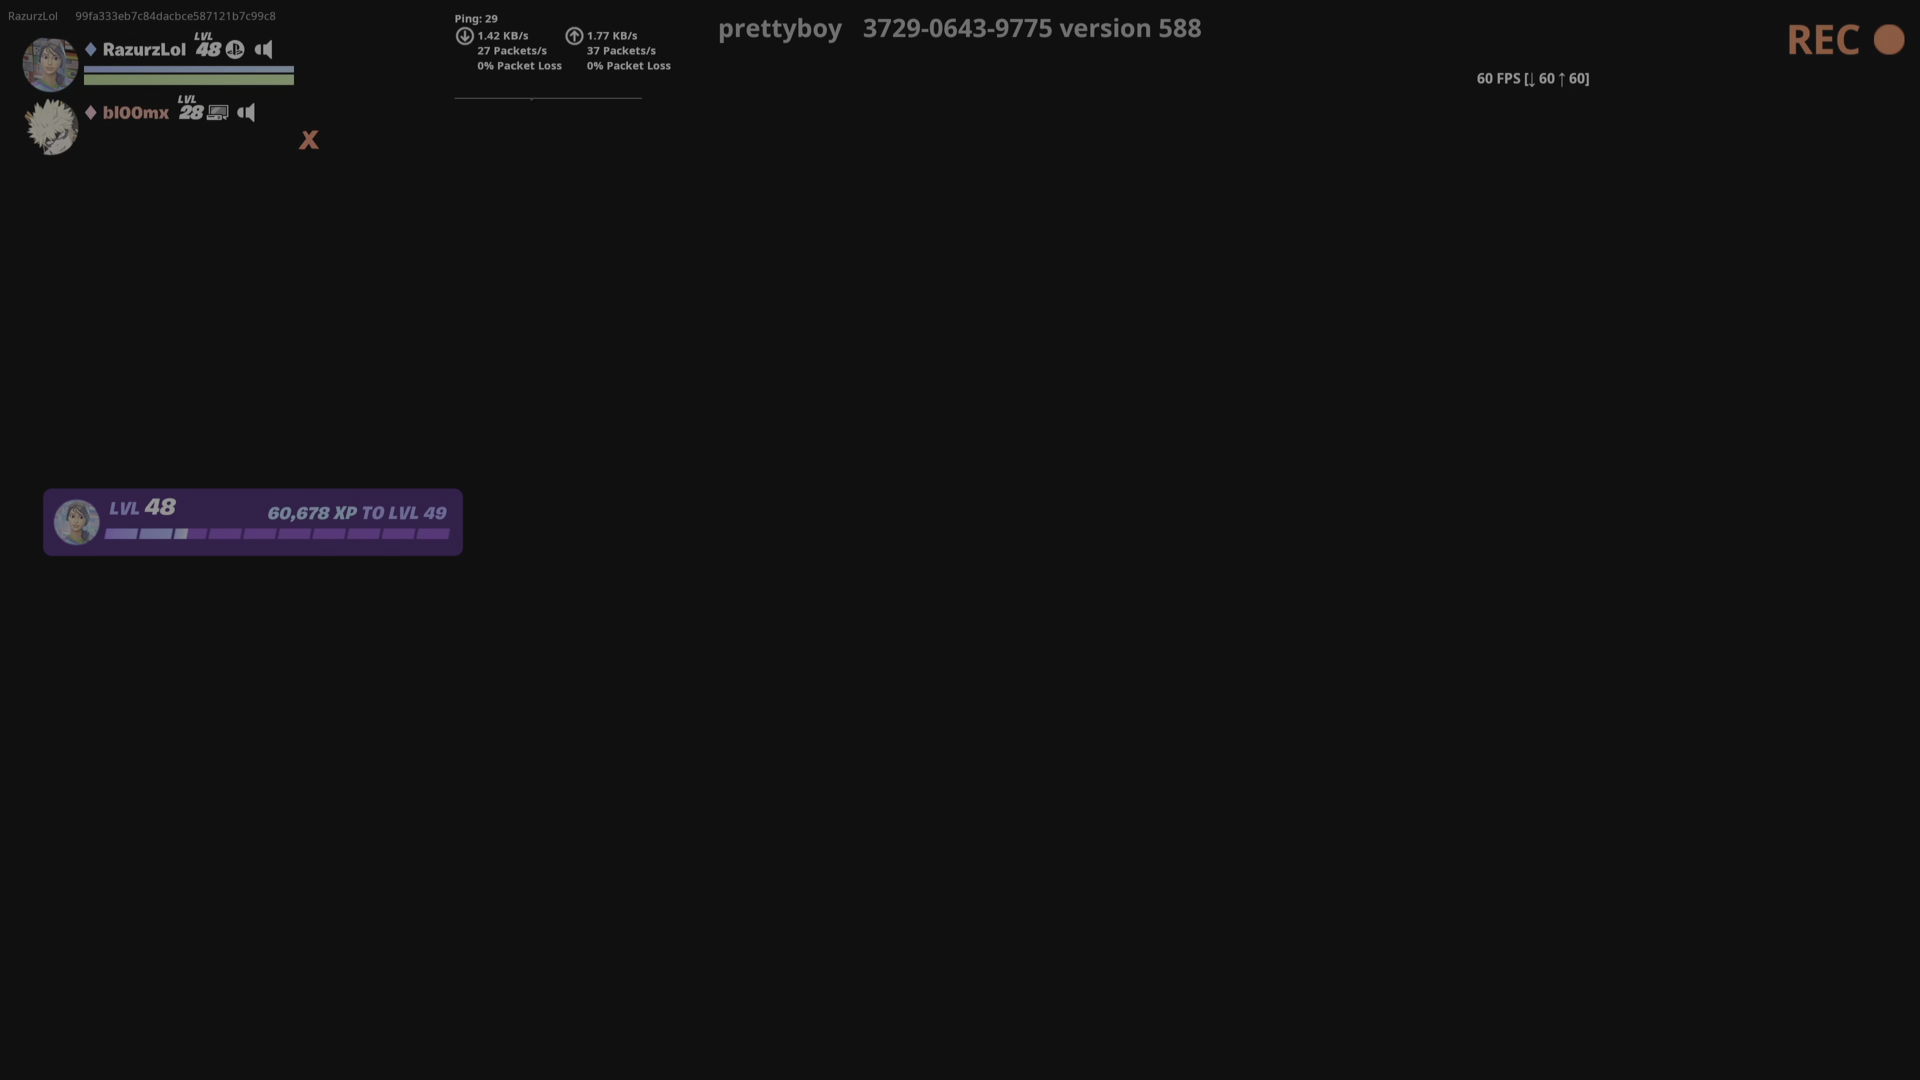 RazurzLol 99fa333eb7c84dacbce587121b7c99c8
RazurzLol LVL 48
bl00mx LVL 28
X
Ping: 29
1.42 KB/s 1.77 KB/s
27 Packets/s 37 Packets/s
0% Packet Loss 0% Packet Loss
prettyboy 3729-0643-9775 version 588
60 FPS [↓ 60 ↑ 60]
REC
LVL 48 60,678 XP TO LVL 49